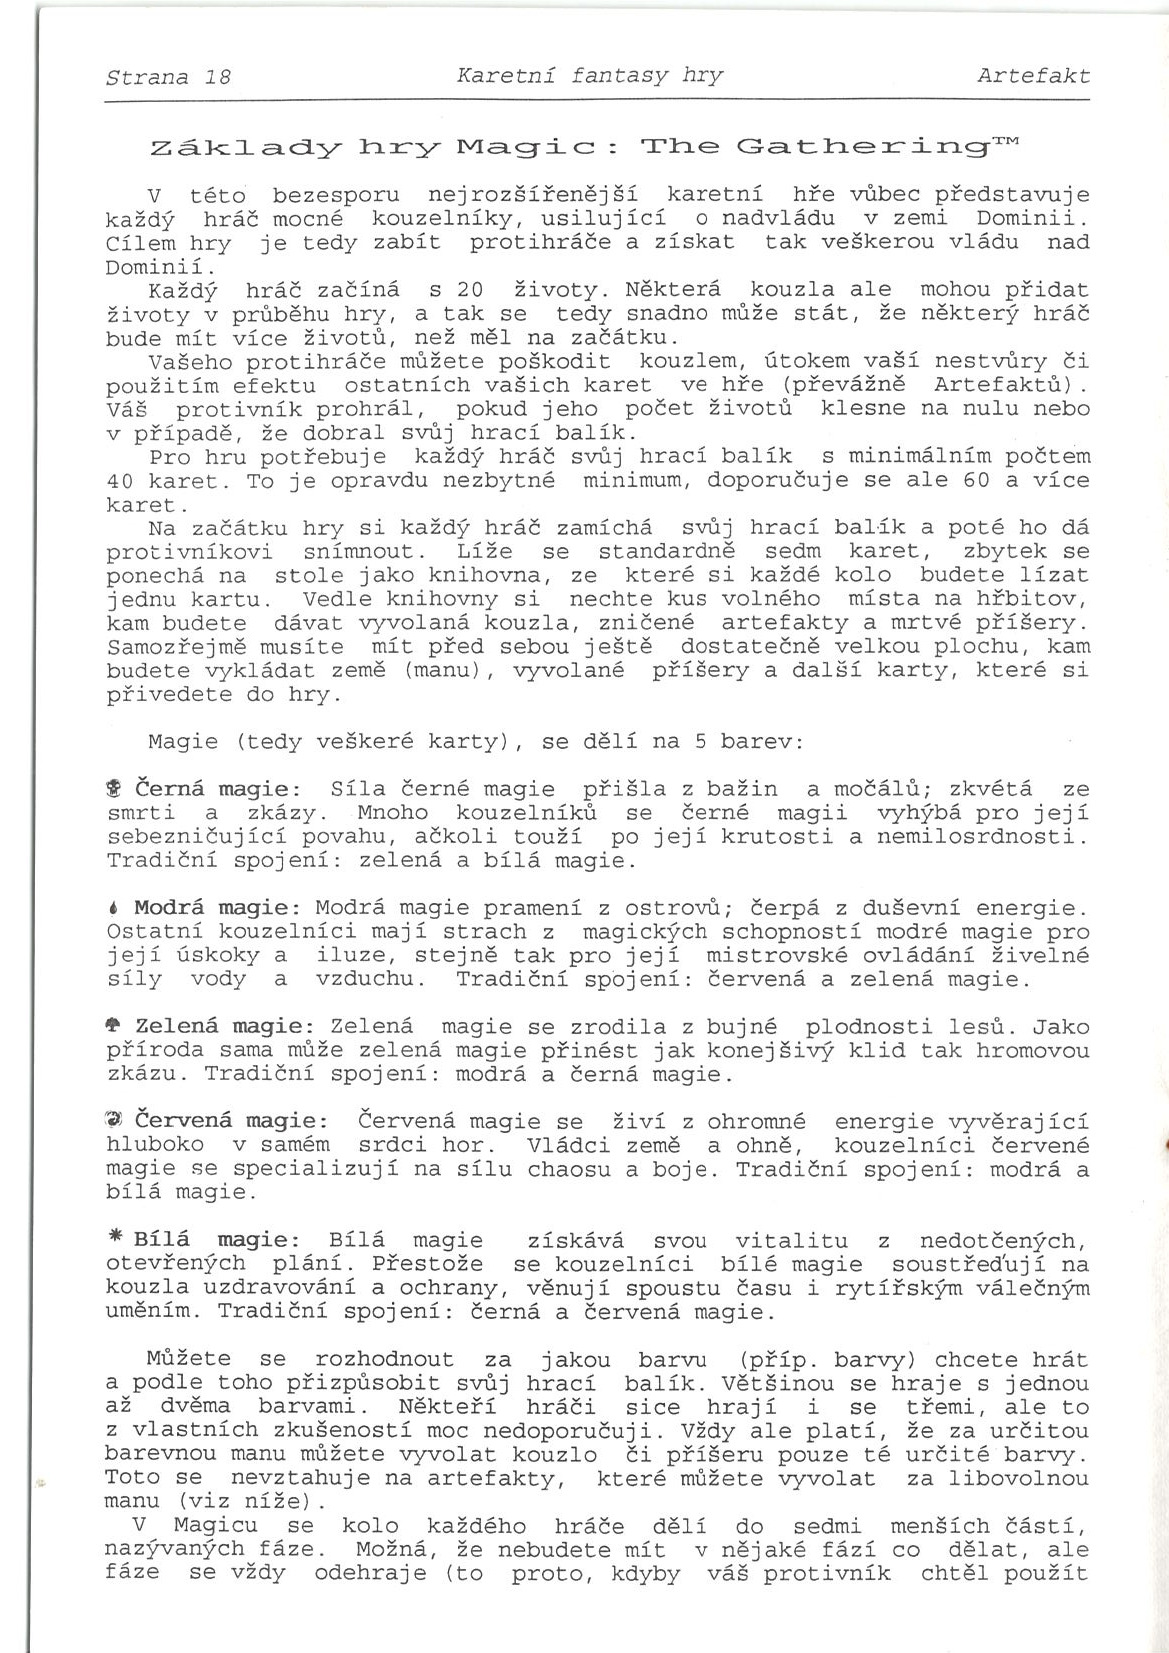 Strana 18 Karetní fantasy hry Artefakt
Základy hry Magic: The Gathering™
V této bezesporu nejrozšířenější karetní hře vůbec představuje
každý hráč mocné kouzelníky, usilující o nadvládu v zemi Dominii.
Cílem hry je tedy zabít protihráče a získat tak veškerou vládu nad
Dominií.
Každý hráč začíná s 20 životy. Některá kouzla ale mohou přidat
životy v průběhu hry, a tak se tedy snadno může stát, že některý hráč
bude mít více životů, než měl na začátku.
Vašeho protihráče můžete poškodit kouzlem, útokem vaší nestvůry či
použitím efektu ostatních vašich karet ve hře (převážně Artefaktů).
Váš protivník prohrál, pokud jeho počet životů klesne na nulu nebo
v případě, že dobral svůj hrací balík.
Pro hru potřebuje každý hráč svůj hrací balík s minimálním počtem
40 karet. To je opravdu nezbytné minimum, doporučuje se ale 60 a více
karet.
Na začátku hry si každý hráč zamíchá svůj hrací balík a poté ho dá
protivníkovi snímnout. Líže se standardně sedm karet, zbytek se
ponechá na stole jako knihovna, ze které si každé kolo budete lízat
jednu kartu. Vedle knihovny si nechte kus volného místa na hřbitov,
kam budete dávat vyvolaná kouzla, zničené artefakty a mrtvé příšery.
Samozřejmě musíte mít před sebou ještě dostatečně velkou plochu, kam
budete vykládat země (manu), vyvolané příšery a další karty, které si
přivedete do hry.
Magie (tedy veškeré karty), se dělí na 5 barev:
Černá magie: Síla černé magie přišla z bažin a močálů; zkvétá ze
smrti a zkázy. Mnoho kouzelníků se černé magii vyhýbá pro její
sebezničující povahu, ačkoli touží po její krutosti a nemilosrdnosti.
Tradiční spojení: zelená a bílá magie.
Modrá magie: Modrá magie pramení z ostrovů; čerpá z duševní energie.
Ostatní kouzelníci mají strach z magických schopností modré magie pro
její úskoky a iluze, stejně tak pro její mistrovské ovládání živelné
síly vody a vzduchu. Tradiční spojení: červená a zelená magie.
Zelená magie: Zelená magie se zrodila z bujné plodnosti lesů. Jako
příroda sama může zelená magie přinést jak konejšivý klid tak hromovou
zkázu. Tradiční spojení: modrá a černá magie.
Červená magie: Červená magie se živí z ohromné energie vyvěrající
hluboko v samém srdci hor. Vládci země a ohně, kouzelníci červené
magie se specializují na sílu chaosu a boje. Tradiční spojení: modrá a
bílá magie.
* Bílá magie: Bílá magie získává svou vitalitu z nedotčených,
otevřených plání. Přestože se kouzelníci bílé magie soustřeďují na
kouzla uzdravování a ochrany, věnují spoustu času i rytířským válečným
uměním. Tradiční spojení: černá a červená magie.
Můžete se rozhodnout za jakou barvu (příp. barvy) chcete hrát
a podle toho přizpůsobit svůj hrací balík. Většinou se hraje s jednou
až dvěma barvami. Někteří hráči sice hrají i se třemi, ale to
z vlastních zkušeností moc nedoporučuji. Vždy ale platí, že za určitou
barevnou manu můžete vyvolat kouzlo či příšeru pouze té určité barvy.
Toto se nevztahuje na artefakty, které můžete vyvolat za libovolnou
manu (viz níže).
V Magicu se kolo každého hráče dělí do sedmi menších částí,
nazývaných fáze. Možná, že nebudete mít v nějaké fází co dělat, ale
fáze se vždy odehraje (to proto, kdyby váš protivník chtěl použít